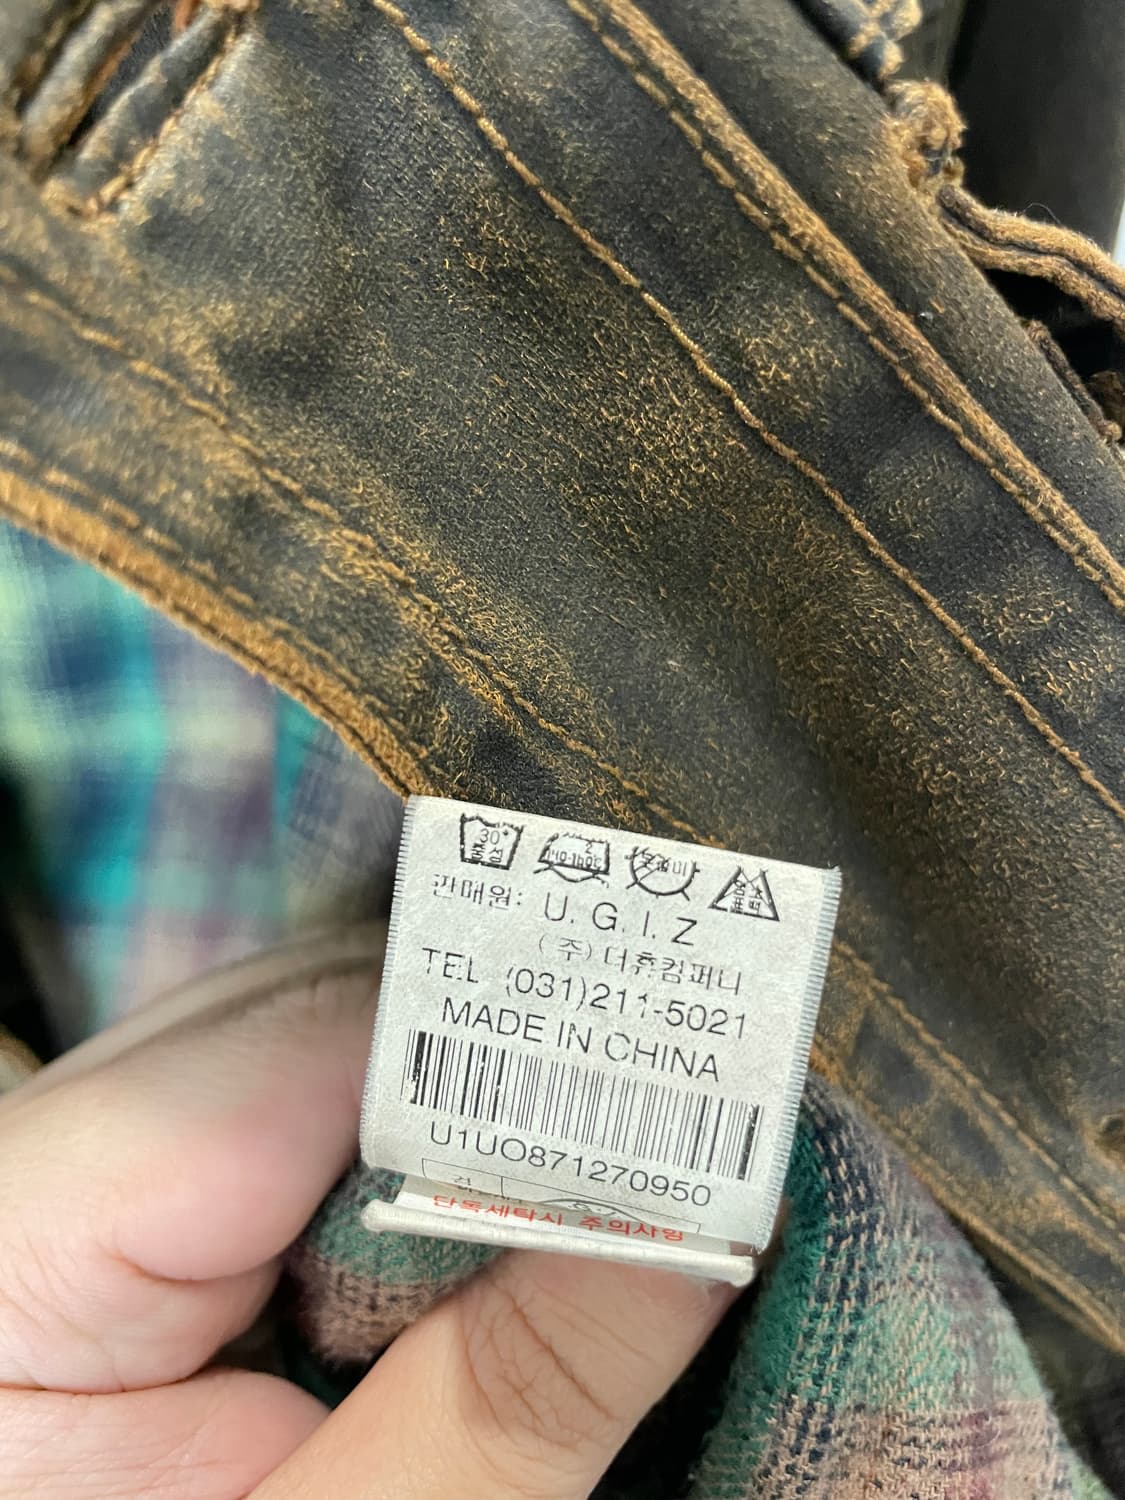 30°
중성
판매원: U. G. I. Z
(주)더휴컴퍼니
TEL (031)211-5021
MADE IN CHINA
U1UO871270950
단독세탁시 주의사항